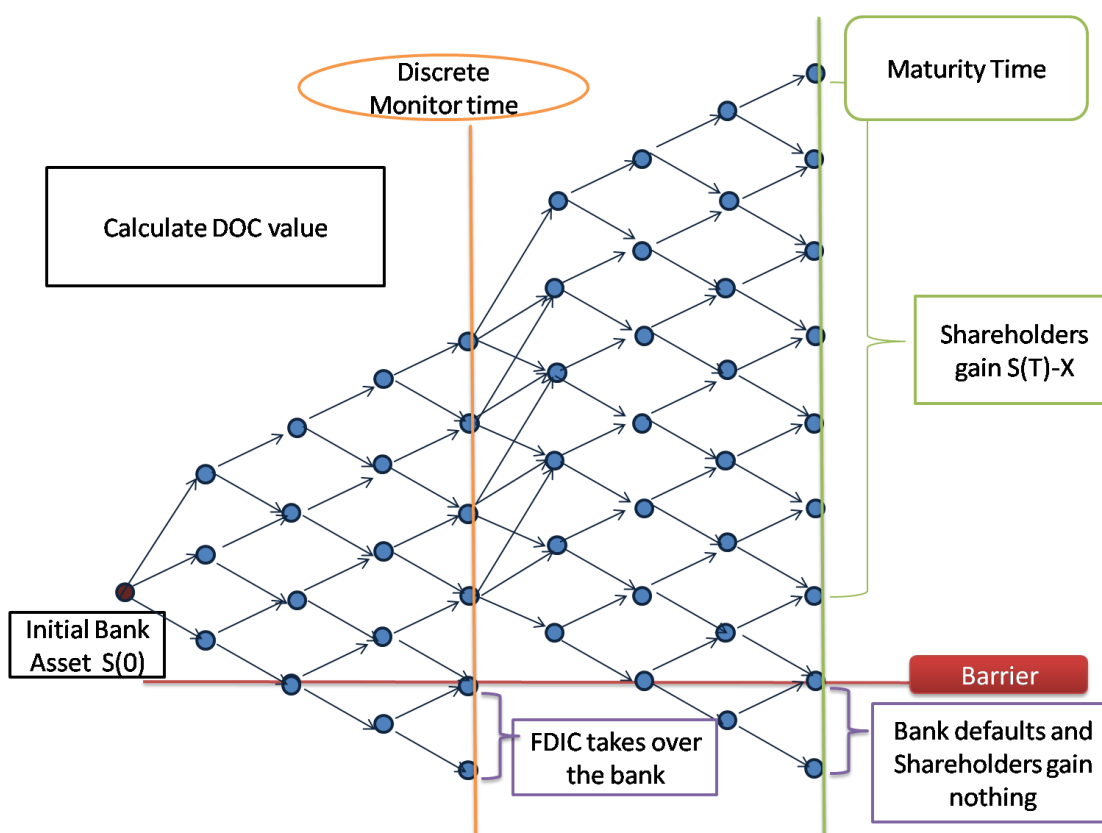 Discrete
Monitor time
Maturity Time
Calculate DOC value
Shareholders
gain S(T)-X
Initial Bank
Asset S(0)
Barrier
FDIC takes over
the bank
Bank defaults and
Shareholders gain
nothing